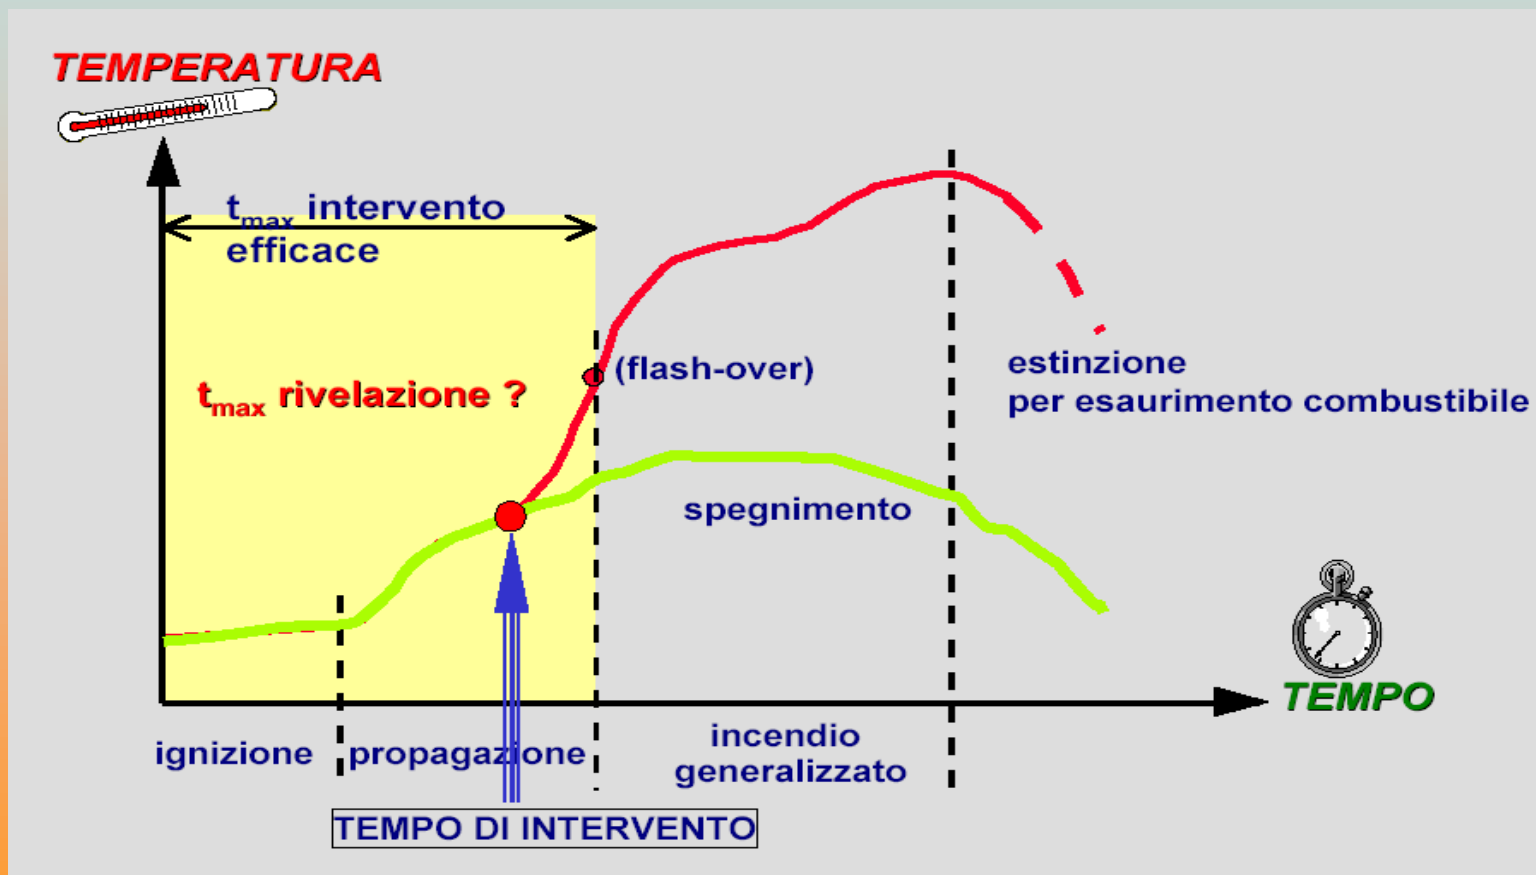 TEMPERATURA
tmax intervento
efficace
tmax rivelazione ?
(flash-over)
estinzione
per esaurimento combustibile
spegnimento
TEMPO
ignizione
propagazione
incendio
generalizzato
TEMPO DI INTERVENTO